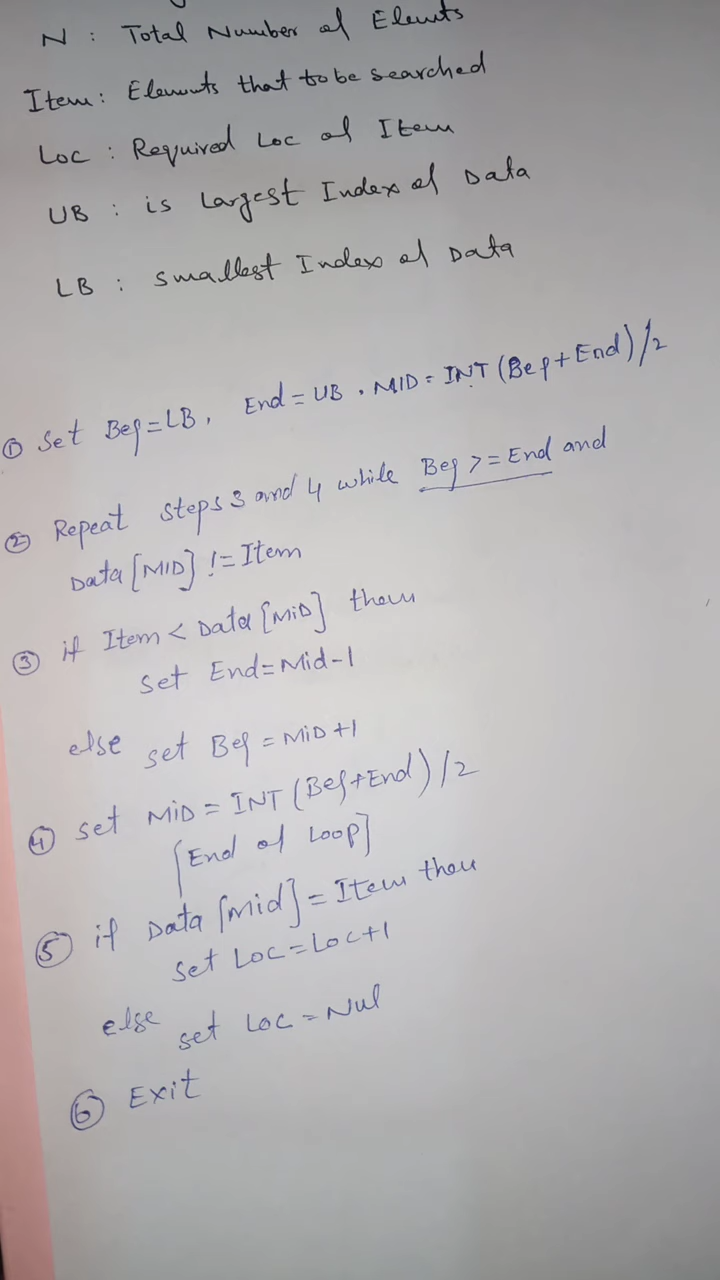 N : Total Number of Elemts
Item : Elements that to be searched
Loc : Required Loc of Item
UB : is Largest Index of Data
LB : Smallest Index of Data
① Set Beg = LB, End = UB . MID = INT (Beg + End)/2
② Repeat steps 3 and 4 while Beg >= End and
Data [MID] != Item
③ if Item < Data [MiD] then
set End = Mid-1
else set Beg = MiD +1
④ set MiD = INT (Beg+End) /2
[End of Loop]
⑤ if Data [Mid] = Item then
set Loc = Loc+1
else set Loc = Nul
⑥ Exit